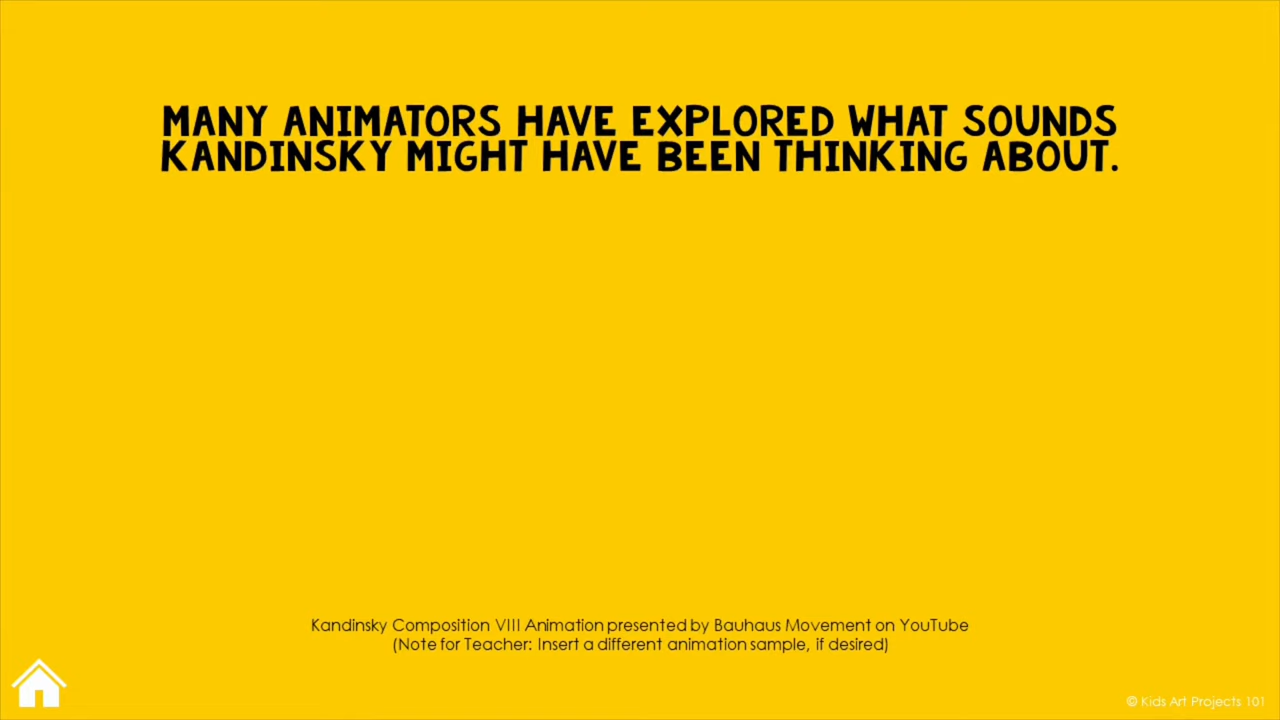 MANY ANIMATORS HAVE EXPLORED WHAT SOUNDS
KANDINSKY MIGHT HAVE BEEN THINKING ABOUT.
Kandinsky Composition VIII Animation presented by Bauhaus Movement on YouTube
(Note for Teacher: Insert a different animation sample, if desired)
© Kids Art Projects 101